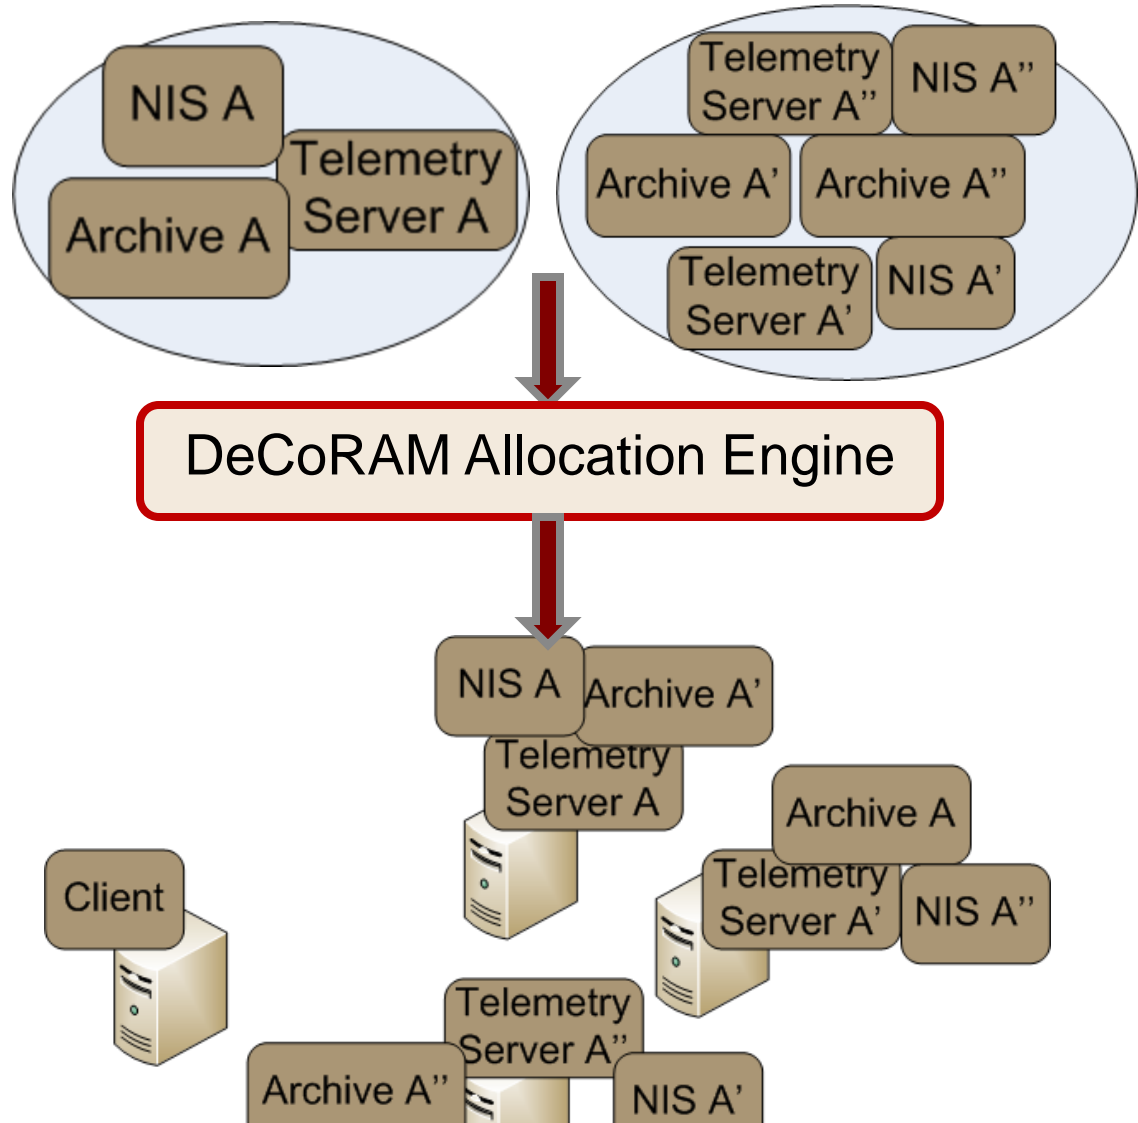 NIS A
Telemetry
Server A
Archive A
Telemetry
Server A’’
NIS A’’
Archive A’
Archive A’’
Telemetry
Server A’
NIS A’
DeCoRAM Allocation Engine
NIS A
Archive A’
Telemetry
Server A
Archive A
Telemetry
Server A’
NIS A’’
Client
Telemetry
Server A’’
Archive A’’
NIS A’